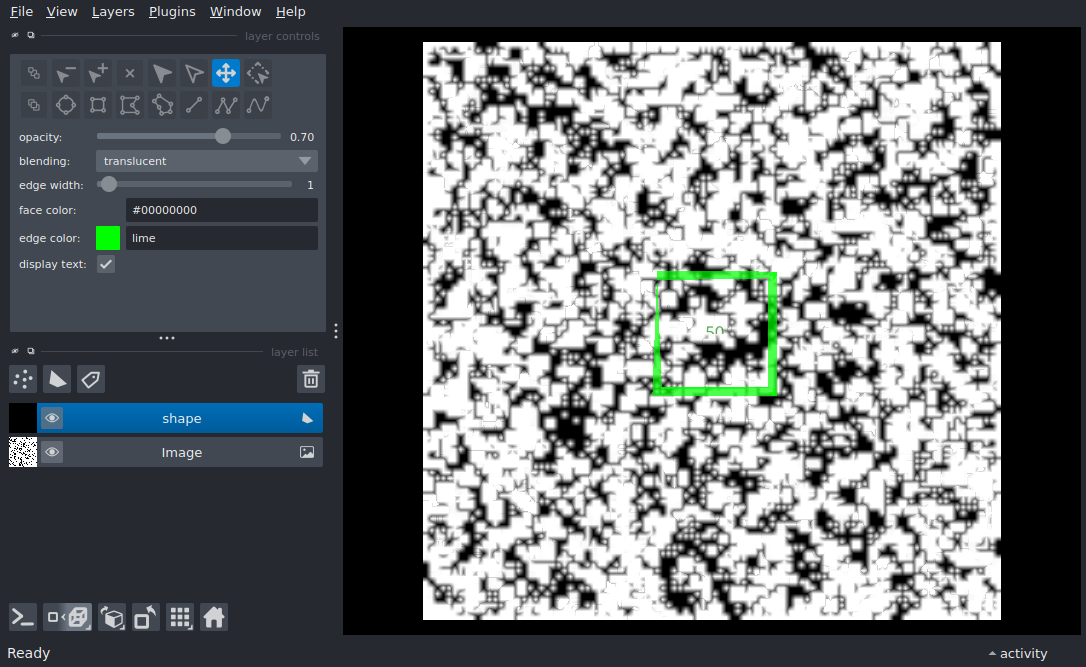 File View Layers Plugins Window Help
layer controls
opacity: 0.70
blending: translucent
edge width: 1
face color: #00000000
edge color: lime
display text:
layer list
shape
Image
50
Ready
activity